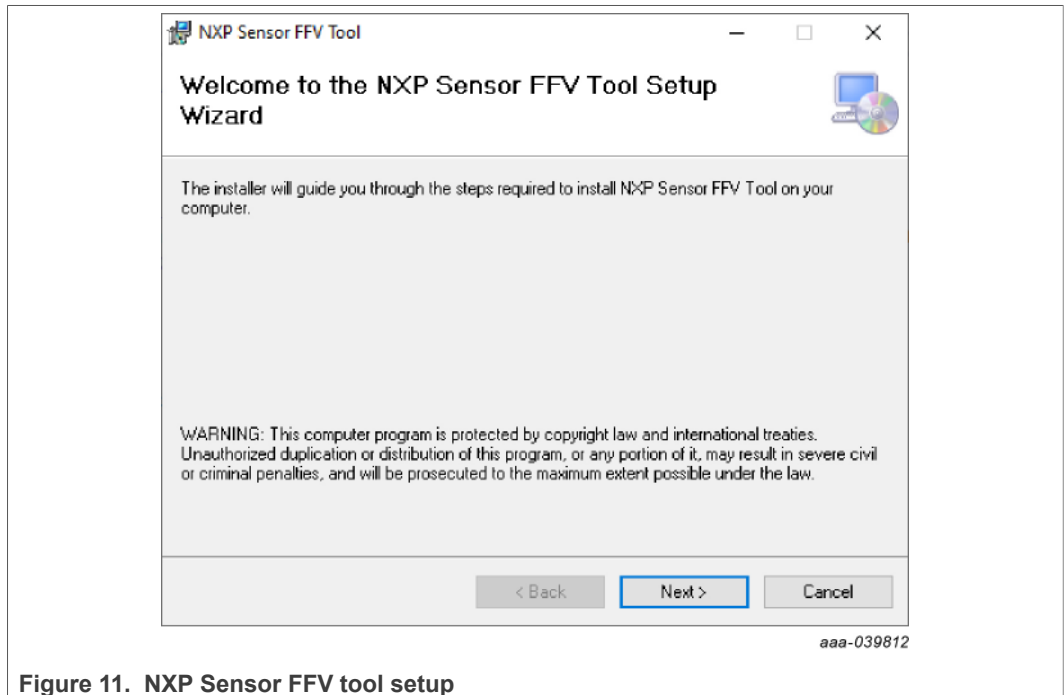 NXP Sensor FFV Tool
Welcome to the NXP Sensor FFV Tool Setup
Wizard
The installer will guide you through the steps required to install NXP Sensor FFV Tool on your
computer.
WARNING: This computer program is protected by copyright law and international treaties.
Unauthorized duplication or distribution of this program, or any portion of it, may result in severe civil
or criminal penalties, and will be prosecuted to the maximum extent possible under the law.
< Back Next > Cancel
aaa-039812
Figure 11. NXP Sensor FFV tool setup